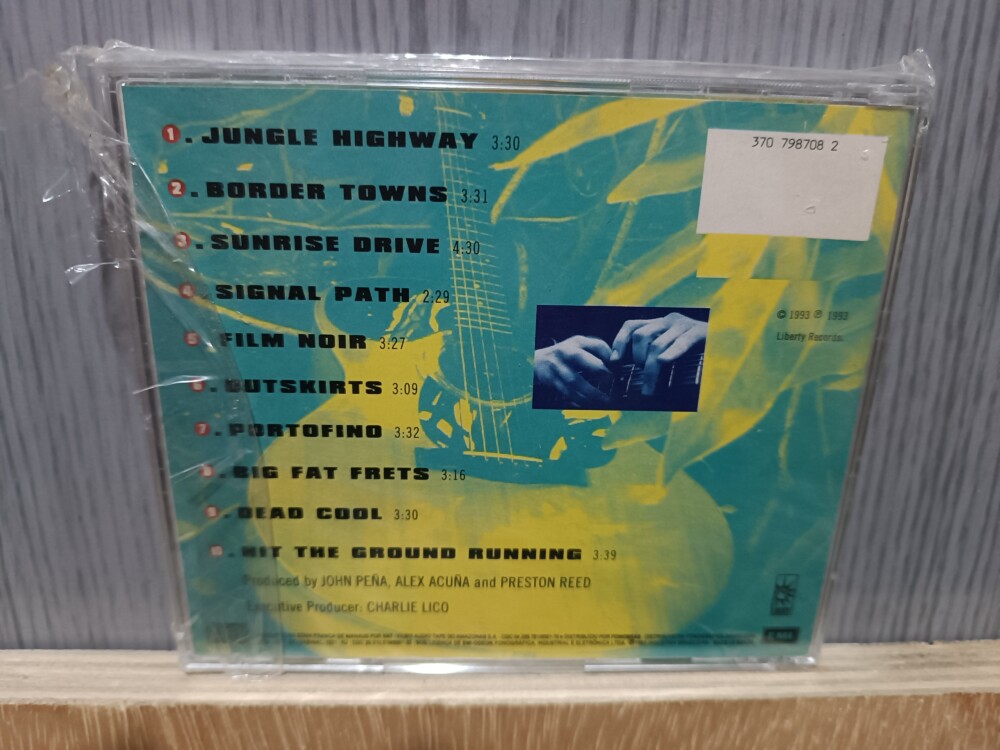 1. JUNGLE HIGHWAY 3:30
2. BORDER TOWNS 3:31
3. SUNRISE DRIVE 4:30
4. SIGNAL PATH 2:29
5. FILM NOIR 3:27
6. OUTSKIRTS 3:09
7. PORTOFINO 3:32
8. BIG FAT FRETS 3:16
9. DEAD COOL 3:30
10. HIT THE GROUND RUNNING 3:39
Produced by JOHN PEÑA, ALEX ACUÑA and PRESTON REED
Executive Producer: CHARLIE LICO
370 798708 2
© 1993 ℗ 1993
Liberty Records.
EMI